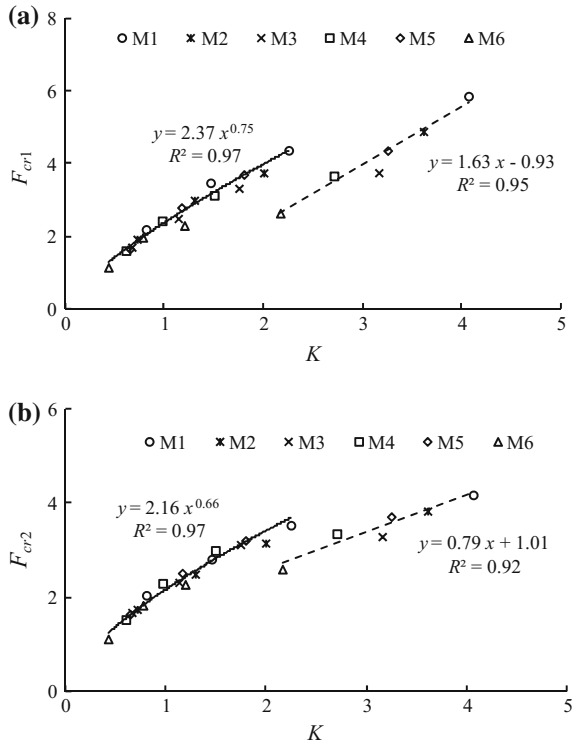 (a)
8
M1 M2 M3 M4 M5 M6
6
y = 2.37 x^0.75
R² = 0.97
F_cr1
4
y = 1.63 x - 0.93
R² = 0.95
2
0
0 1 2 3 4 5
K
(b)
6
M1 M2 M3 M4 M5 M6
4
y = 2.16 x^0.66
R² = 0.97
F_cr2
y = 0.79 x + 1.01
R² = 0.92
2
0
0 1 2 3 4 5
K